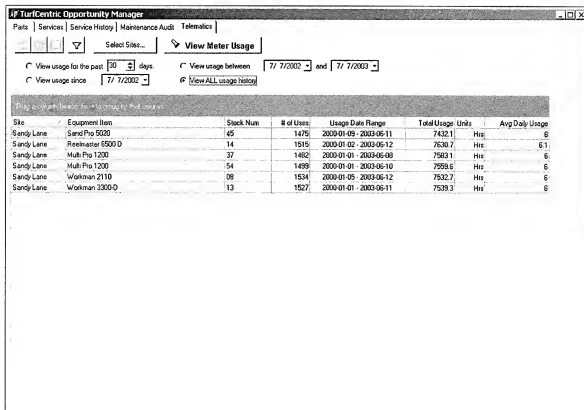 TurfCentric Opportunity Manager
Parts Services Service History Maintenance Audit Telematics
Select Sites... View Meter Usage
View usage for the past 30 days. View usage between 7/ 7/2002 and 7/ 7/2003
View usage since 7/ 7/2002 View ALL usage history
Drag a column header here to group by that column
Site Equipment Item Stock Num # of Uses Usage Date Range Total Usage Units Avg Daily Usage
Sandy Lane Sand Pro 5020 45 1475 2000-01-09 - 2003-06-11 7432.1 Hrs 6
Sandy Lane Reelmaster 6500 D 14 1515 2000-01-02 - 2003-06-12 7630.7 Hrs 6.1
Sandy Lane Multi Pro 1200 37 1482 2000-01-01 - 2003-06-08 7583.1 Hrs 6
Sandy Lane Multi Pro 1200 54 1499 2000-01-01 - 2003-06-10 7559.6 Hrs 6
Sandy Lane Workman 2110 08 1534 2000-01-05 - 2003-06-12 7532.7 Hrs 6
Sandy Lane Workman 3300-D 13 1527 2000-01-01 - 2003-06-11 7539.3 Hrs 6